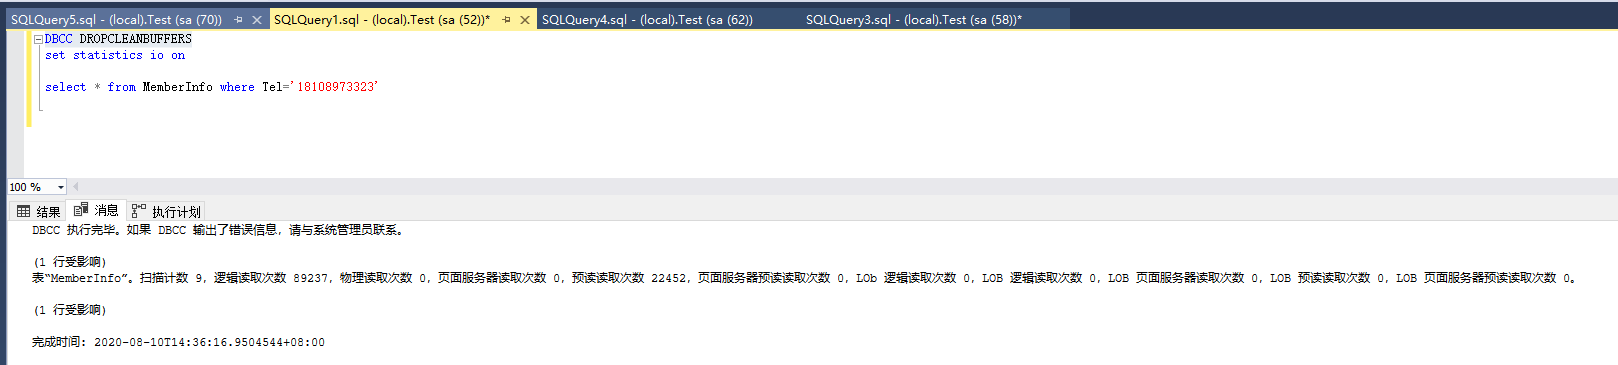 SQLQuery5.sql - (local).Test (sa (70)) SQLQuery1.sql - (local).Test (sa (52))* SQLQuery4.sql - (local).Test (sa (62)) SQLQuery3.sql - (local).Test (sa (58))*
DBCC DROPCLEANBUFFERS
set statistics io on
select * from MemberInfo where Tel='18108973323'
100 %
结果 消息 执行计划
DBCC 执行完毕。如果 DBCC 输出了错误信息，请与系统管理员联系。
(1 行受影响)
表“MemberInfo”。扫描计数 9，逻辑读取次数 89237，物理读取次数 0，页面服务器读取次数 0，预读读取次数 22452，页面服务器预读读取次数 0，LOb 逻辑读取次数 0，LOB 逻辑读取次数 0，LOB 页面服务器读取次数 0，LOB 预读读取次数 0，LOB 页面服务器预读读取次数 0。
(1 行受影响)
完成时间: 2020-08-10T14:36:16.9504544+08:00